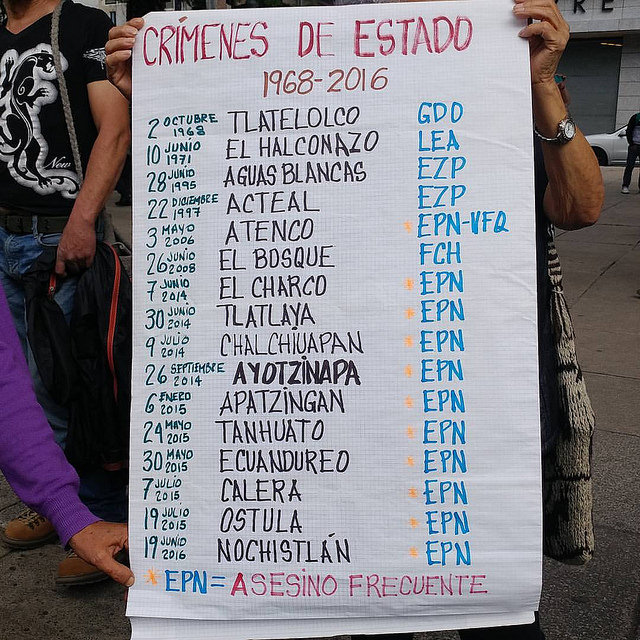 CRÍMENES DE ESTADO
1968-2016
2 OCTUBRE 1968 TLATELOLCO GDO
10 JUNIO 1971 EL HALCONAZO LEA
28 JUNIO 1995 AGUAS BLANCAS EZP
22 DICIEMBRE 1997 ACTEAL EZP
3 MAYO 2006 ATENCO * EPN-VFQ
26 JUNIO 2008 EL BOSQUE FCH
7 JUNIO 2014 EL CHARCO * EPN
30 JUNIO 2014 TLATLAYA * EPN
9 JULIO 2014 CHALCHIUAPAN * EPN
26 SEPTIEMBRE 2014 AYOTZINAPA * EPN
6 ENERO 2015 APATZÍNGAN * EPN
24 MAYO 2015 TANHUATO * EPN
30 MAYO 2015 ECUANDUREO * EPN
7 JULIO 2015 CALERA * EPN
19 JULIO 2015 OSTULA * EPN
19 JUNIO 2016 NOCHISTLÁN * EPN
* EPN = ASESINO FRECUENTE
New
R E